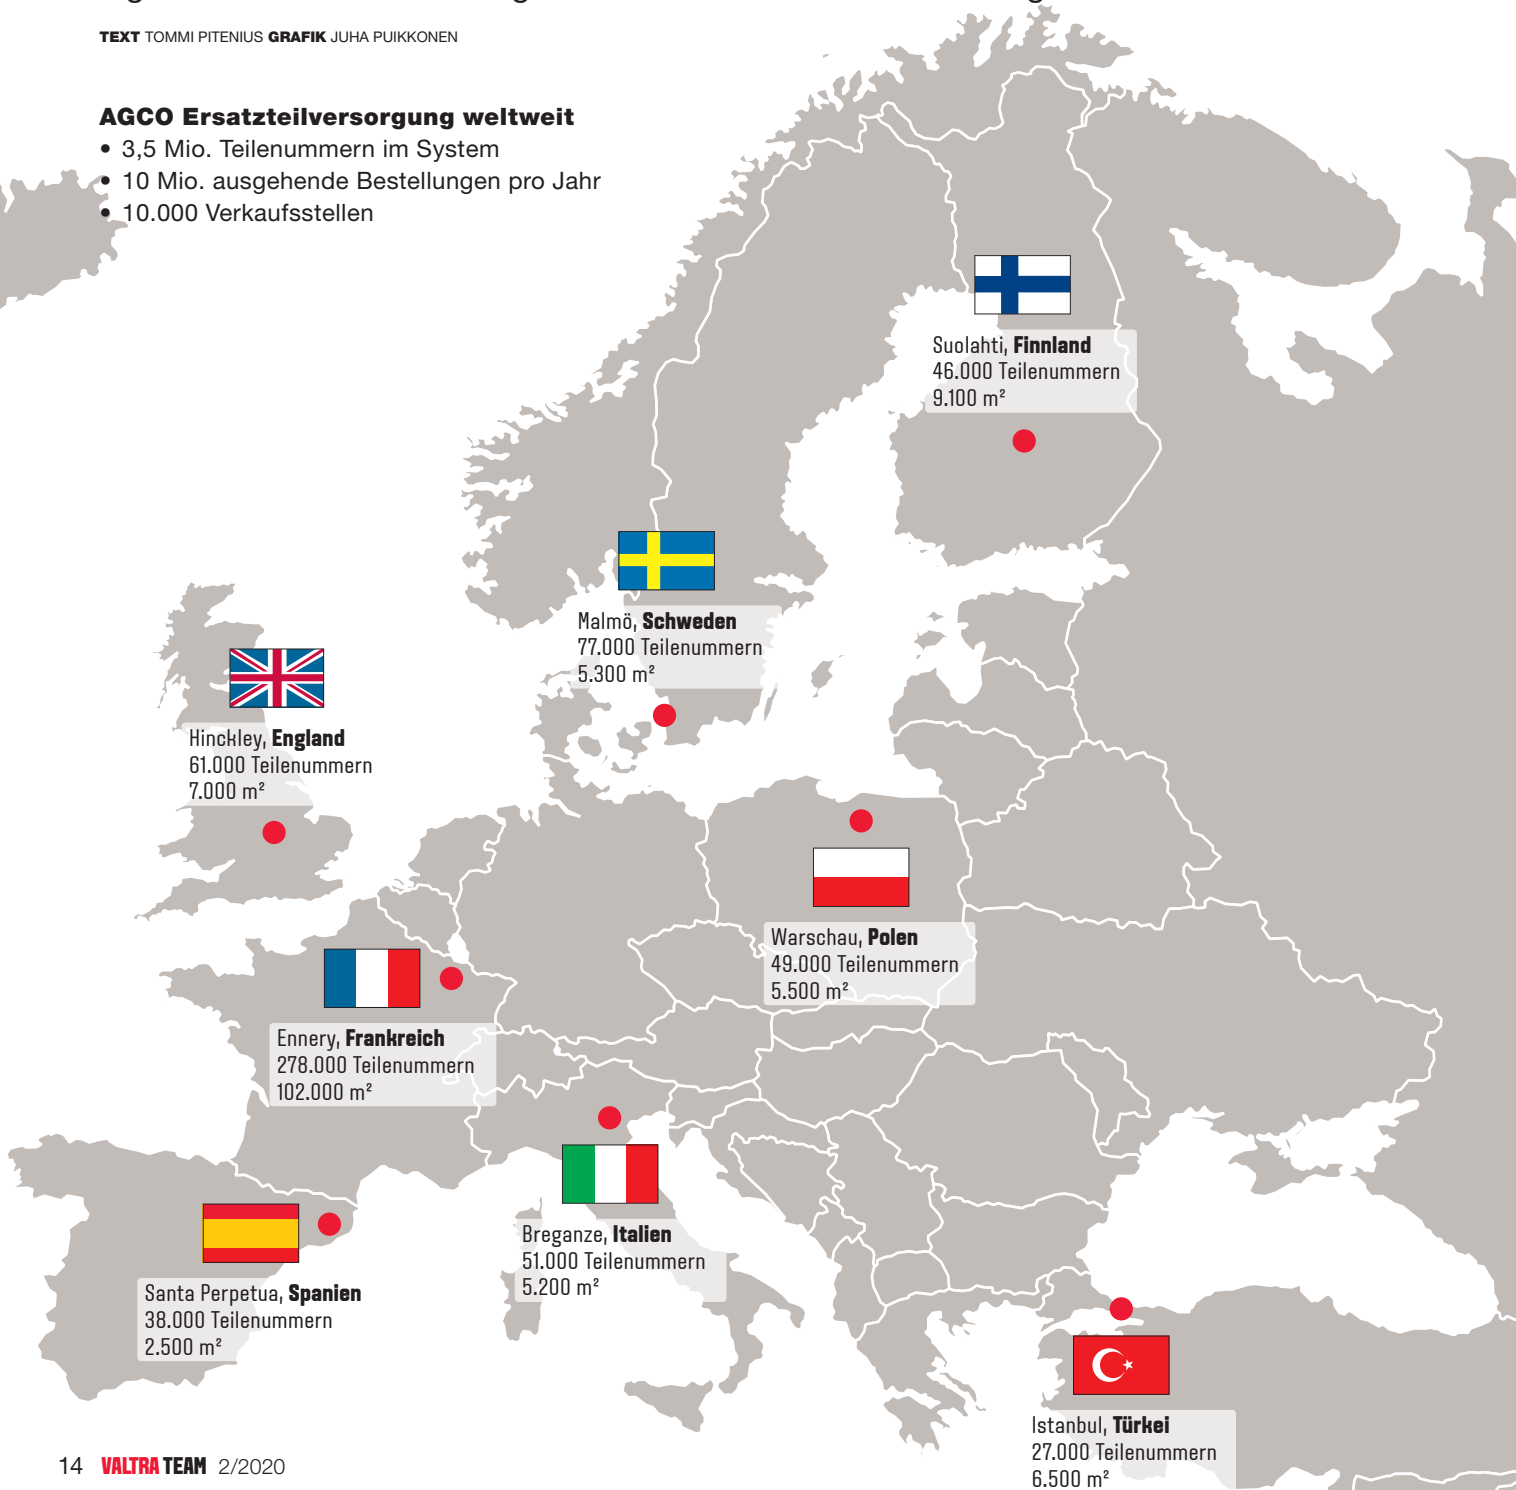 TEXT TOMMI PITENIUS GRAFIK JUHA PUIKKONEN
AGCO Ersatzteilversorgung weltweit
• 3,5 Mio. Teilenummern im System
• 10 Mio. ausgehende Bestellungen pro Jahr
• 10.000 Verkaufsstellen
Suolahti, Finnland
46.000 Teilenummern
9.100 m²
Malmö, Schweden
77.000 Teilenummern
5.300 m²
Hinckley, England
61.000 Teilenummern
7.000 m²
Warschau, Polen
49.000 Teilenummern
5.500 m²
Ennery, Frankreich
278.000 Teilenummern
102.000 m²
Breganze, Italien
51.000 Teilenummern
5.200 m²
Santa Perpetua, Spanien
38.000 Teilenummern
2.500 m²
Istanbul, Türkei
27.000 Teilenummern
6.500 m²
14 VALTRA TEAM 2/2020